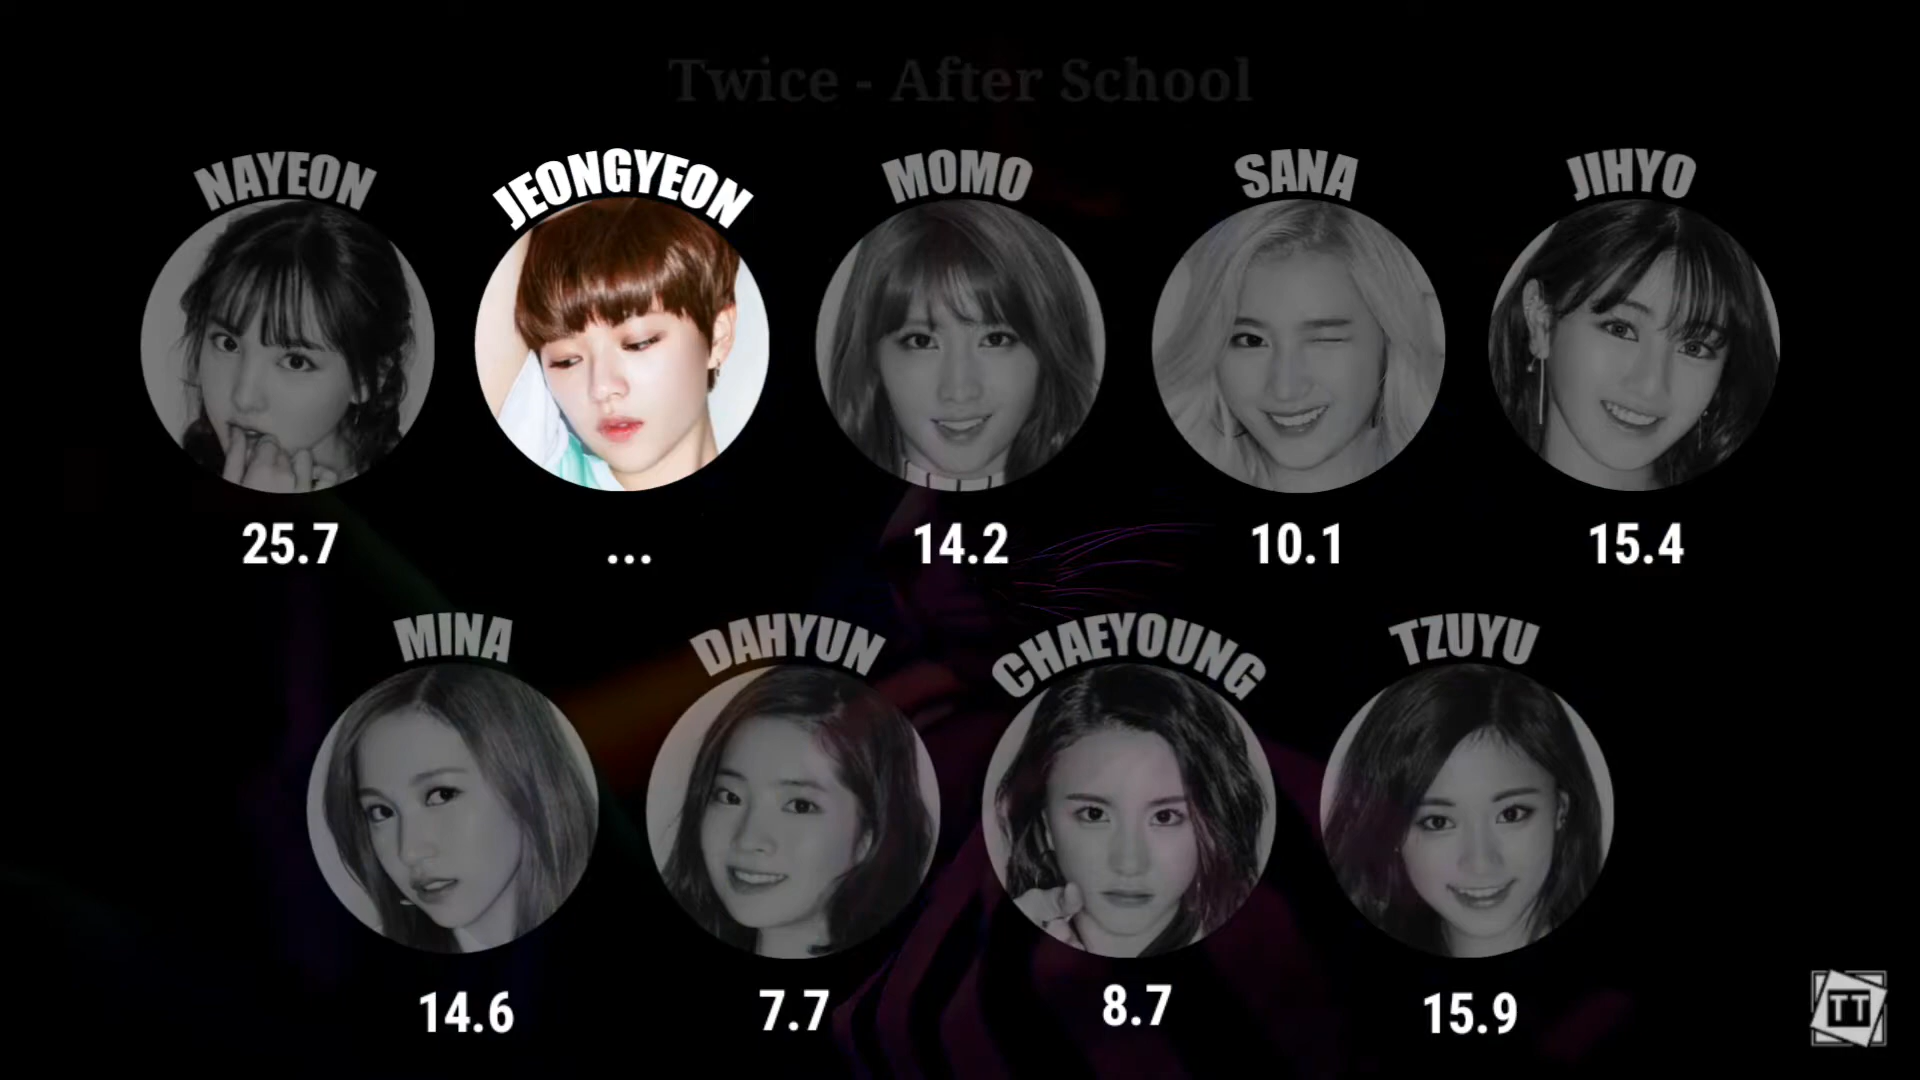 Twice - After School
NAYEON JEONGYEON MOMO SANA JIHYO
25.7 ... 14.2 10.1 15.4
MINA DAHYUN CHAEYOUNG TZUYU
14.6 7.7 8.7 15.9
TT